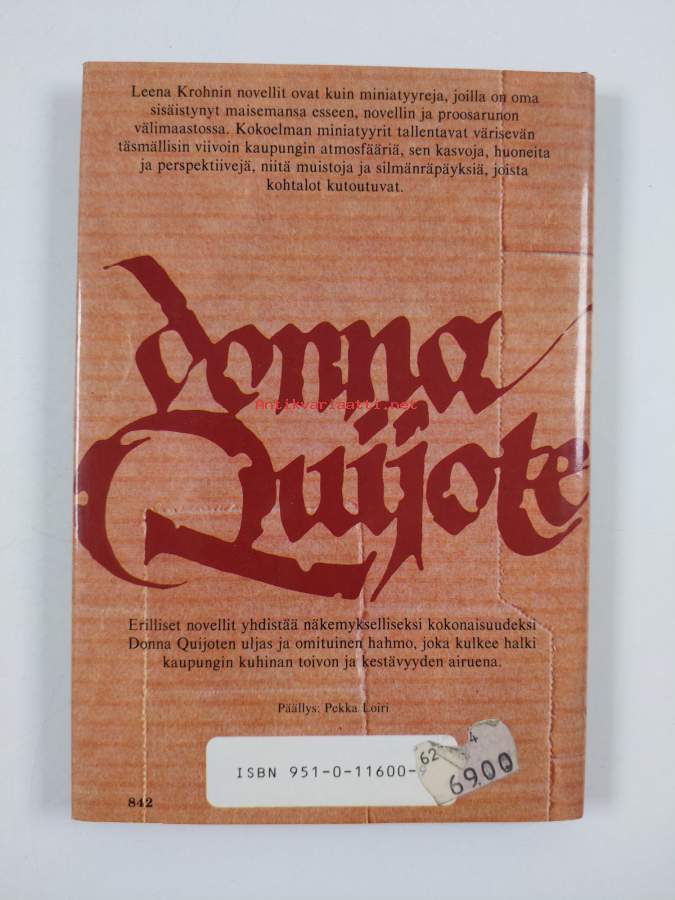 Leena Krohnin novellit ovat kuin miniatyyreja, joilla on oma
sisäistynyt maisemansa esseen, novellin ja proosarunon
välimaastossa. Kokoelman miniatyyrit tallentavat värisevän
täsmällisin viivoin kaupungin atmosfääriä, sen kasvoja, huoneita
ja perspektiivejä, niitä muistoja ja silmänräpäyksiä, joista
kohtalot kutoutuvat.
donna
Antikvariaatti.net
Quijote
Erilliset novellit yhdistää näkemykselliseksi kokonaisuudeksi
Donna Quijoten uljas ja omituinen hahmo, joka kulkee halki
kaupungin kuhinan toivon ja kestävyyden airuena.
Päällys: Pekka Loiri
ISBN 951-0-11600-
62 4
69.00
842